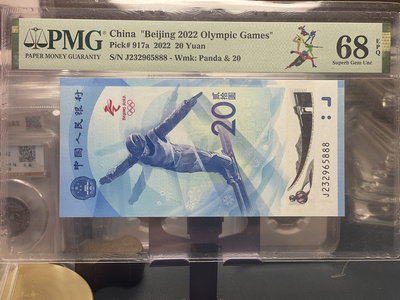 PMG
PAPER MONEY GUARANTY
China "Beijing 2022 Olympic Games"
Pick# 917a 2022 20 Yuan
S/N J232965888 - Wmk: Panda & 20
68 EPQ
Superb Gem Unc
中国人民银行
BEIJING 2022
贰拾圆
20
J232965888